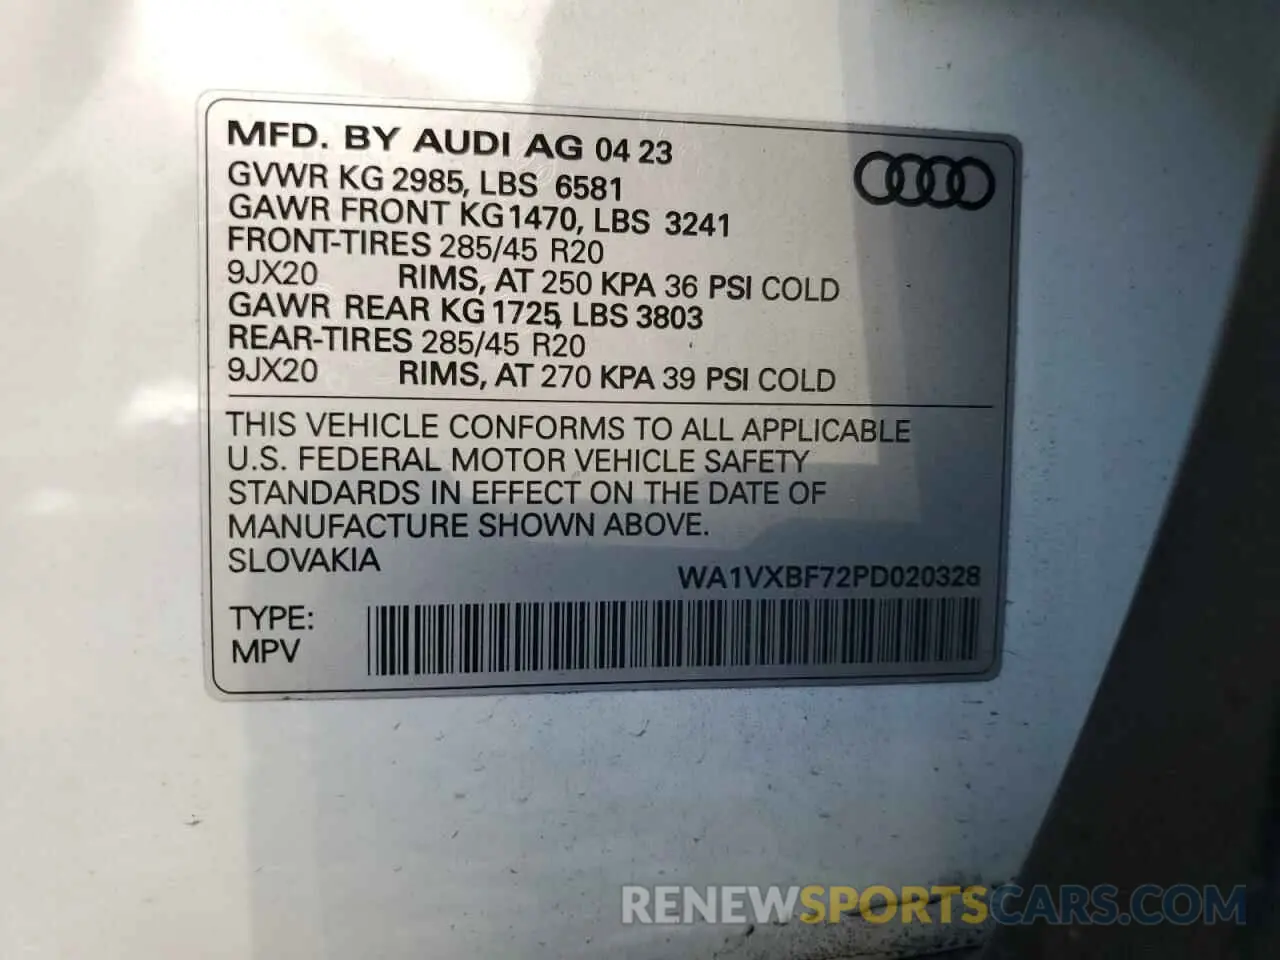 MFD. BY AUDI AG 04 23
GVWR KG 2985, LBS 6581
GAWR FRONT KG 1470, LBS 3241
FRONT-TIRES 285/45 R20
9JX20 RIMS, AT 250 KPA 36 PSI COLD
GAWR REAR KG 1725, LBS 3803
REAR-TIRES 285/45 R20
9JX20 RIMS, AT 270 KPA 39 PSI COLD
THIS VEHICLE CONFORMS TO ALL APPLICABLE
U.S. FEDERAL MOTOR VEHICLE SAFETY
STANDARDS IN EFFECT ON THE DATE OF
MANUFACTURE SHOWN ABOVE.
SLOVAKIA
WA1VXBF72PD020328
TYPE:
MPV
RENEWSPORTSCARS.COM